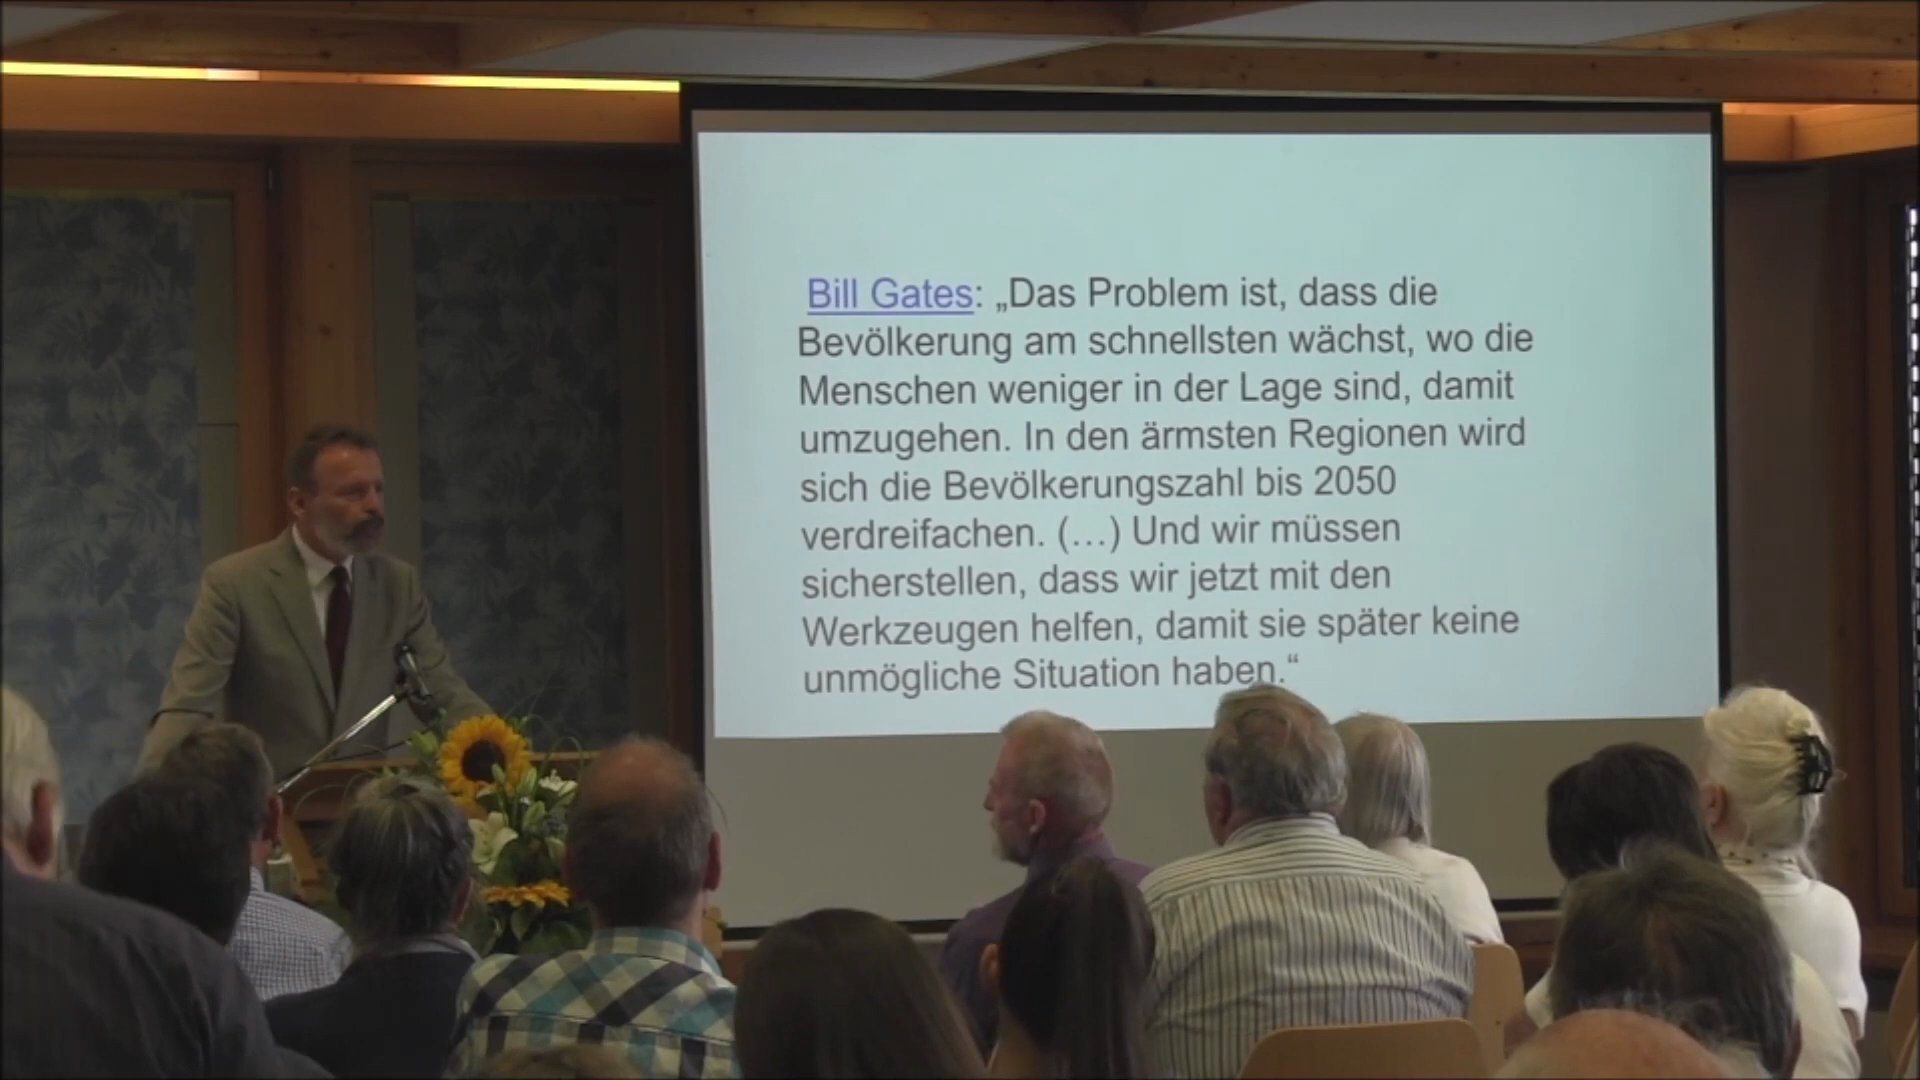 Bill Gates: „Das Problem ist, dass die
Bevölkerung am schnellsten wächst, wo die
Menschen weniger in der Lage sind, damit
umzugehen. In den ärmsten Regionen wird
sich die Bevölkerungszahl bis 2050
verdreifachen. (…) Und wir müssen
sicherstellen, dass wir jetzt mit den
Werkzeugen helfen, damit sie später keine
unmögliche Situation haben.“